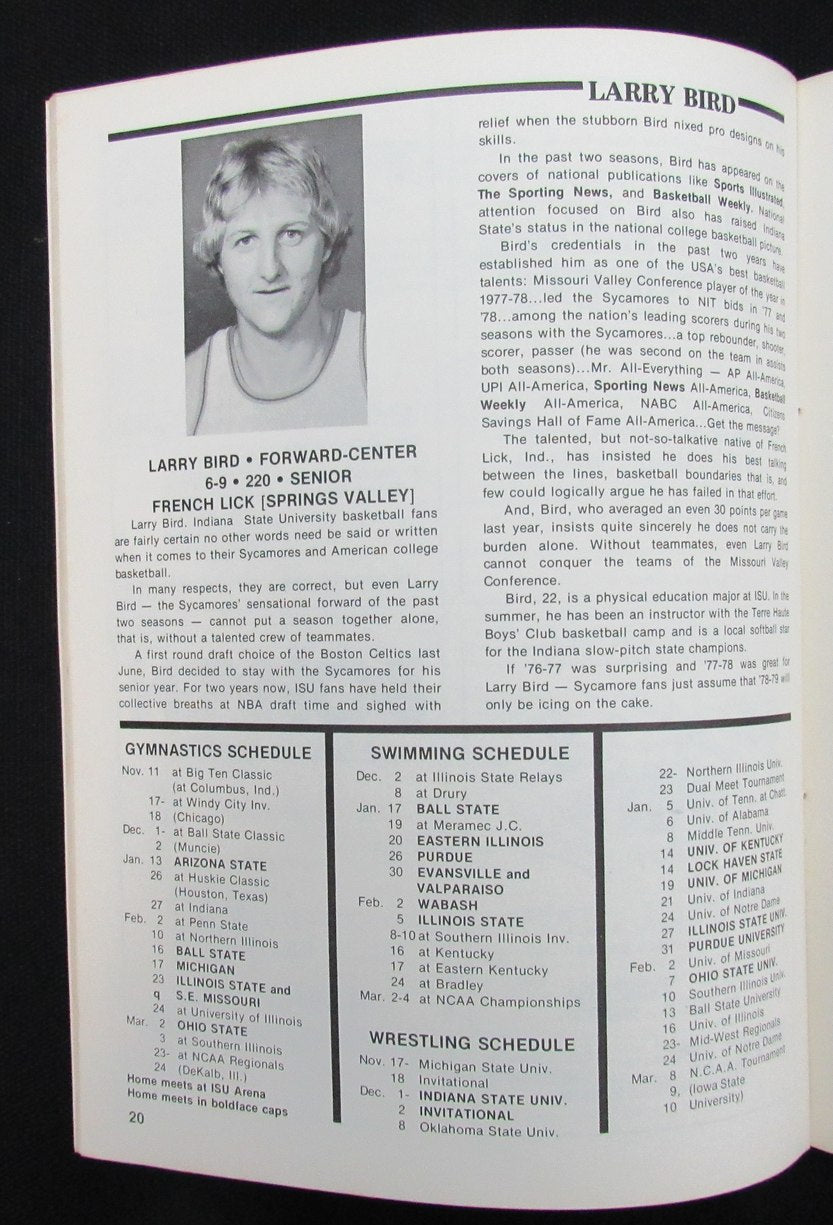 LARRY BIRD
LARRY BIRD • FORWARD-CENTER
6-9 • 220 • SENIOR
FRENCH LICK [SPRINGS VALLEY]
Larry Bird. Indiana State University basketball fans
are fairly certain no other words need be said or written
when it comes to their Sycamores and American college
basketball.
In many respects, they are correct, but even Larry
Bird — the Sycamores' sensational forward of the past
two seasons — cannot put a season together alone,
that is, without a talented crew of teammates.
A first round draft choice of the Boston Celtics last
June, Bird decided to stay with the Sycamores for his
senior year. For two years now, ISU fans have held their
collective breaths at NBA draft time and sighed with
relief when the stubborn Bird nixed pro designs on his
skills.
In the past two seasons, Bird has appeared on the
covers of national publications like Sports Illustrated,
The Sporting News, and Basketball Weekly. National
attention focused on Bird also has raised Indiana
State's status in the national college basketball picture.
Bird's credentials in the past two years have
established him as one of the USA's best basketball
talents: Missouri Valley Conference player of the year in
1977-78...led the Sycamores to NIT bids in '77 and
'78...among the nation's leading scorers during his two
seasons with the Sycamores...a top rebounder, shooter,
scorer, passer (he was second on the team in assists
both seasons)...Mr. All-Everything — AP All-America,
UPI All-America, Sporting News All-America, Basketball
Weekly All-America, NABC All-America, Citizens
Savings Hall of Fame All-America...Get the message?
The talented, but not-so-talkative native of French
Lick, Ind., has insisted he does his best talking
between the lines, basketball boundaries that is, and
few could logically argue he has failed in that effort.
And, Bird, who averaged an even 30 points per game
last year, insists quite sincerely he does not carry the
burden alone. Without teammates, even Larry Bird
cannot conquer the teams of the Missouri Valley
Conference.
Bird, 22, is a physical education major at ISU. In the
summer, he has been an instructor with the Terre Haute
Boys' Club basketball camp and is a local softball star
for the Indiana slow-pitch state champions.
If '76-77 was surprising and '77-78 was great for
Larry Bird — Sycamore fans just assume that '78-79 will
only be icing on the cake.
GYMNASTICS SCHEDULE
Nov. 11 at Big Ten Classic
(at Columbus, Ind.)
17- at Windy City Inv.
18 (Chicago)
Dec. 1- at Ball State Classic
2 (Muncie)
Jan. 13 ARIZONA STATE
26 at Huskie Classic
(Houston, Texas)
27 at Indiana
Feb. 2 at Penn State
10 at Northern Illinois
16 BALL STATE
17 MICHIGAN
23 ILLINOIS STATE and
q S.E. MISSOURI
24 at University of Illinois
Mar. 2 OHIO STATE
3 at Southern Illinois
23- at NCAA Regionals
24 (DeKalb, Ill.)
Home meets at ISU Arena
Home meets in boldface caps
20
SWIMMING SCHEDULE
Dec. 2 at Illinois State Relays
8 at Drury
Jan. 17 BALL STATE
19 at Meramec J.C.
20 EASTERN ILLINOIS
26 PURDUE
30 EVANSVILLE and
VALPARAISO
Feb. 2 WABASH
5 ILLINOIS STATE
8-10 at Southern Illinois Inv.
16 at Kentucky
17 at Eastern Kentucky
24 at Bradley
Mar. 2-4 at NCAA Championships
WRESTLING SCHEDULE
Nov. 17- Michigan State Univ.
18 Invitational
Dec. 1- INDIANA STATE UNIV.
2 INVITATIONAL
8 Oklahoma State Univ.
22- Northern Illinois Univ.
23 Dual Meet Tournament
Jan. 5 Univ. of Tenn. at Chatt.
6 Univ. of Alabama
8 Middle Tenn. Univ.
14 UNIV. OF KENTUCKY
14 LOCK HAVEN STATE
19 UNIV. OF MICHIGAN
21 Univ. of Indiana
24 Univ. of Notre Dame
27 ILLINOIS STATE UNIV.
31 PURDUE UNIVERSITY
Feb. 2 Univ. of Missouri
7 OHIO STATE UNIV.
10 Southern Illinois Univ.
13 Ball State University
16 Univ. of Illinois
23- Mid-West Regionals
24 Univ. of Notre Dame
Mar. 8 N.C.A.A. Tournament
9, (Iowa State
10 University)